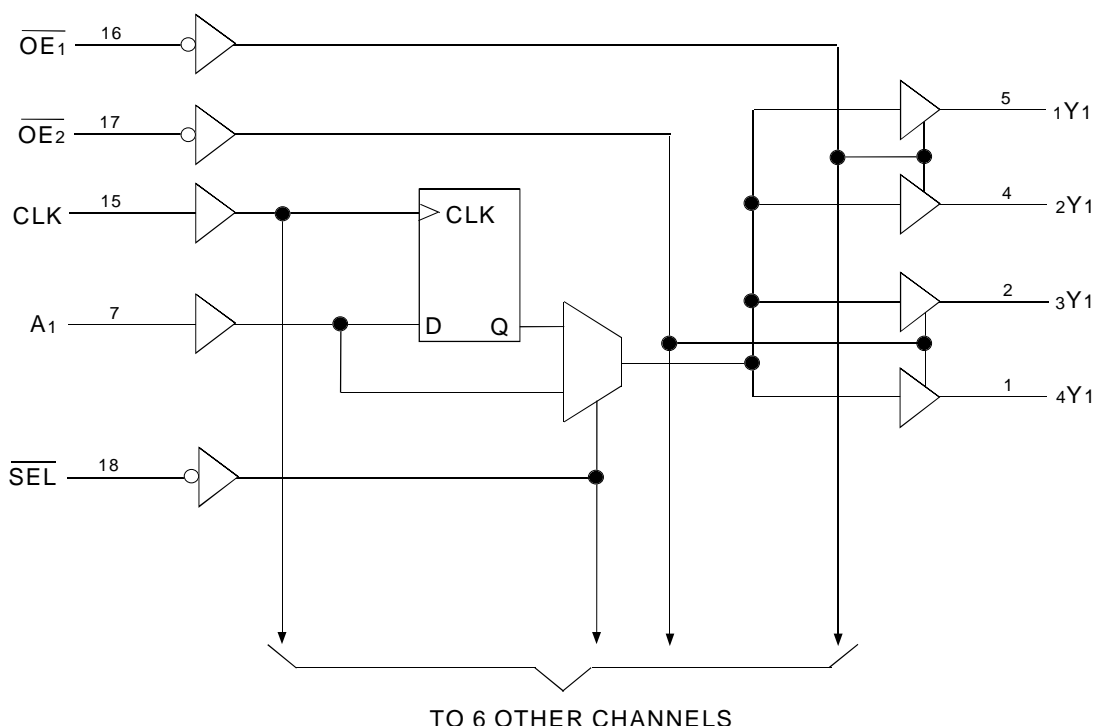 OE1 16
OE2 17
CLK 15
A1 7
SEL 18
CLK
D Q
5 1Y1
4 2Y1
2 3Y1
1 4Y1
TO 6 OTHER CHANNELS